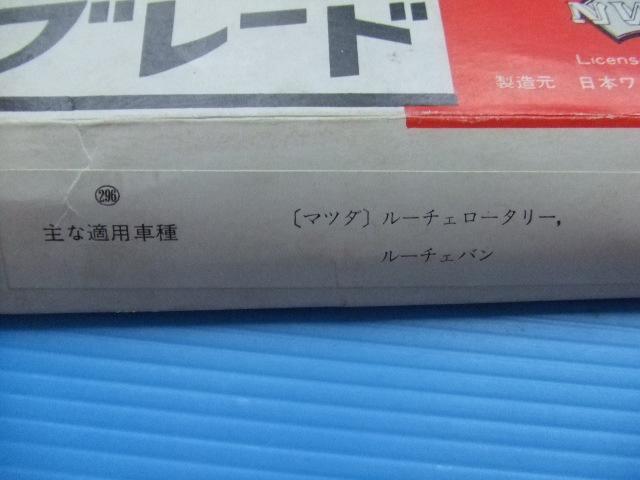 ブレード
NW
Licens
製造元 日本ワ
296
主な適用車種
〔マツダ〕ルーチェロータリー,
ルーチェバン